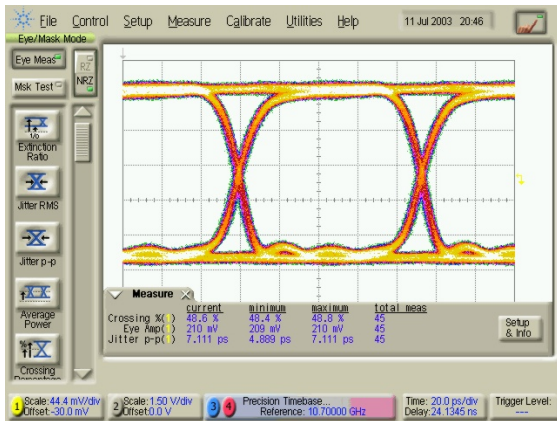 File Control Setup Measure Calibrate Utilities Help 11 Jul 2003 20:46
Eye/Mask Mode
Eye Meas
RZ
Msk Test
NRZ
Extinction Ratio
Jitter RMS
Jitter p-p
Average Power
Crossing
Measure
current minimum maximum total meas
Crossing %(1) 48.6 % 48.4 % 48.8 % 45
Eye Amp(1) 210 mV 209 mV 210 mV 45
Jitter p-p(1) 7.111 ps 4.889 ps 7.111 ps 45
Setup & Info
1 Scale:44.4 mV/div
Offset:-30.0 mV
2 Scale:1.50 V/div
Offset:0.0 V
3 4 Precision Timebase...
Reference: 10.70000 GHz
Time: 20.0 ps/div
Delay:24.1345 ns
Trigger Level:
---